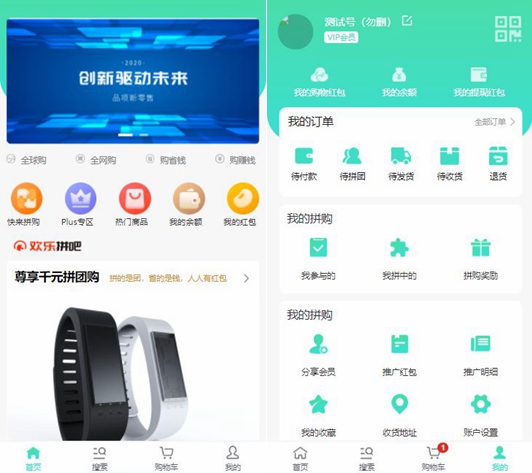 创新驱动未来
-2020-
品项新零售
全球购
全网购
购省钱
购赚钱
快来拼购
Plus专区
热门商品
我的余额
我的红包
欢乐拼吧
尊享千元拼团购
拼的是团，省的是钱，人人有红包
首页
搜索
购物车
我的
测试号（勿删）
VIP会员
我的购物红包
我的余额
我的提现红包
我的订单
全部订单
待付款
待拼团
待发货
待收货
退货
我的拼购
我参与的
我拼中的
拼购奖励
我的拼购
分享会员
推广红包
推广明细
我的收藏
收货地址
账户设置
首页
搜索
1
购物车
我的